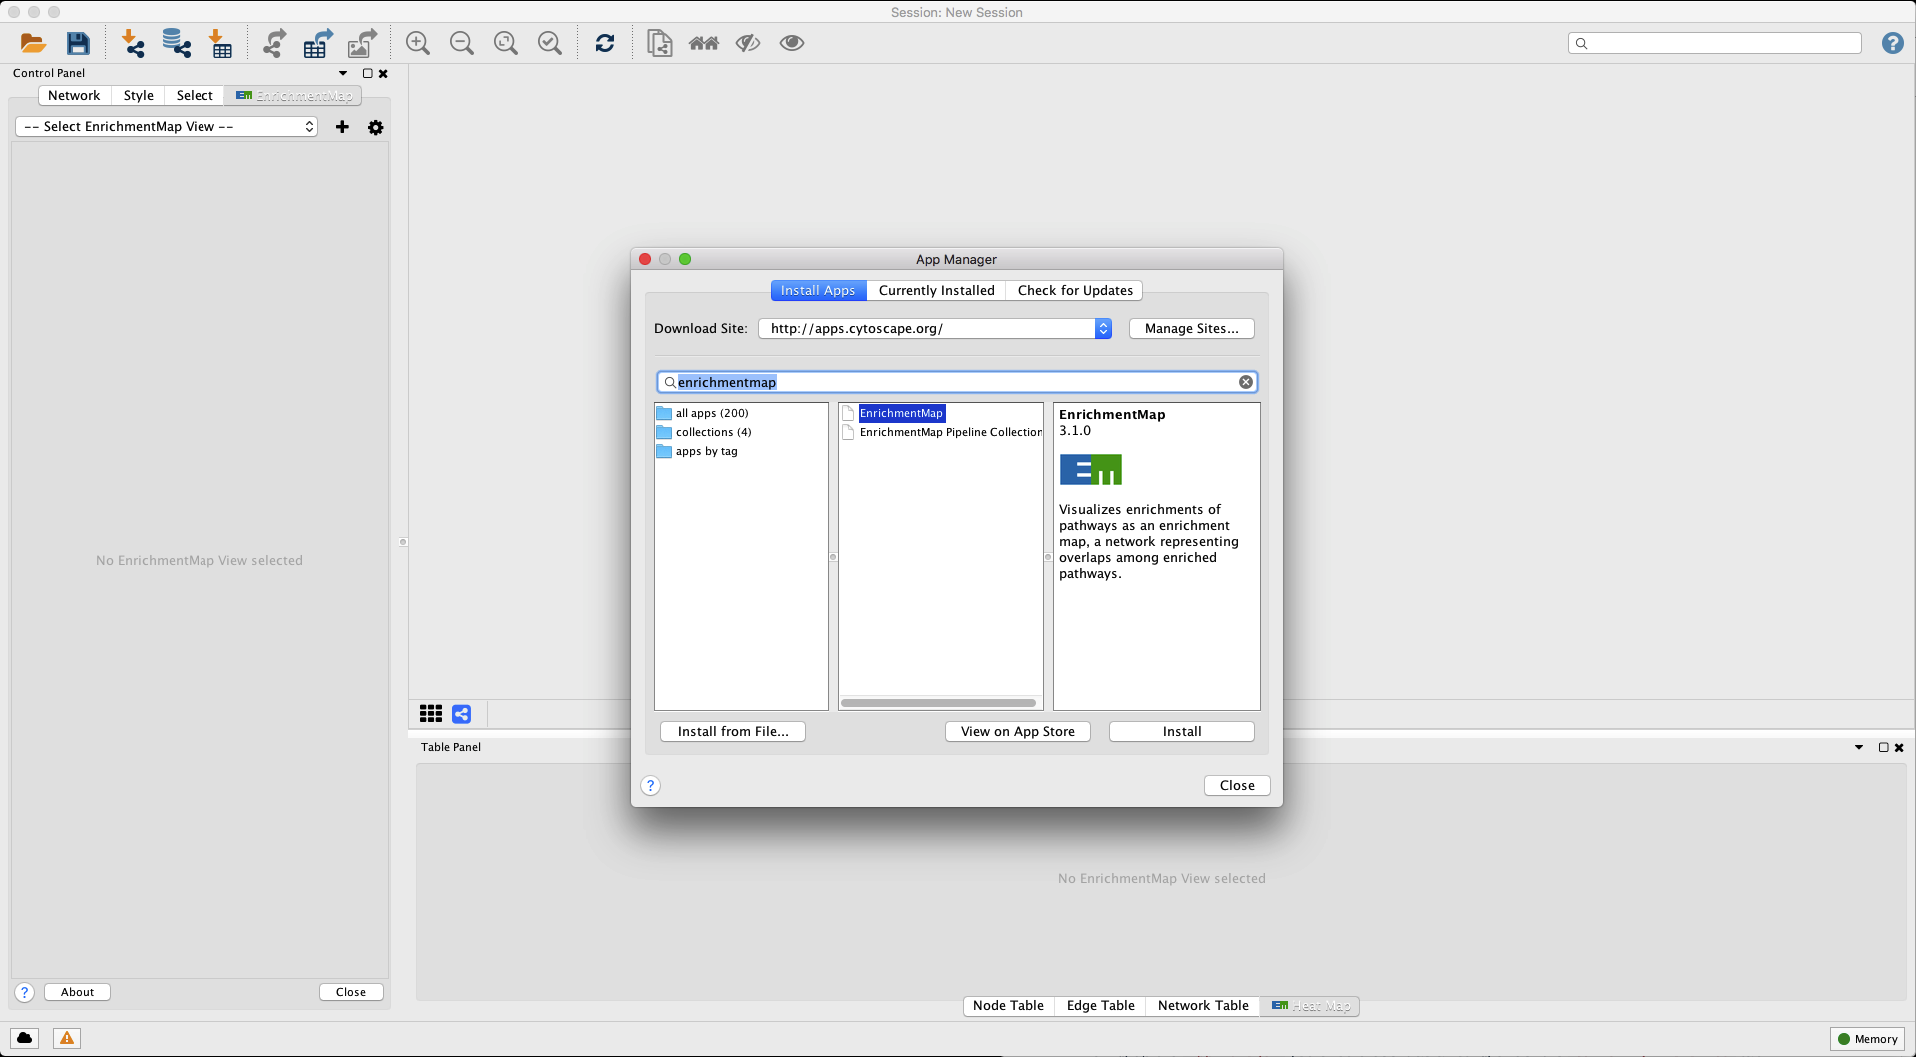 Session: New Session
Control Panel
Network
Style
Select
EnrichmentMap
-- Select EnrichmentMap View --
No EnrichmentMap View selected
App Manager
Install Apps
Currently Installed
Check for Updates
Download Site:
http://apps.cytoscape.org/
Manage Sites...
enrichmentmap
all apps (200)
collections (4)
apps by tag
EnrichmentMap
EnrichmentMap Pipeline Collection
EnrichmentMap
3.1.0
Em
Visualizes enrichments of
pathways as an enrichment
map, a network representing
overlaps among enriched
pathways.
Install from File...
View on App Store
Install
?
Close
Table Panel
No EnrichmentMap View selected
?
About
Close
Node Table
Edge Table
Network Table
Heat Map
Memory